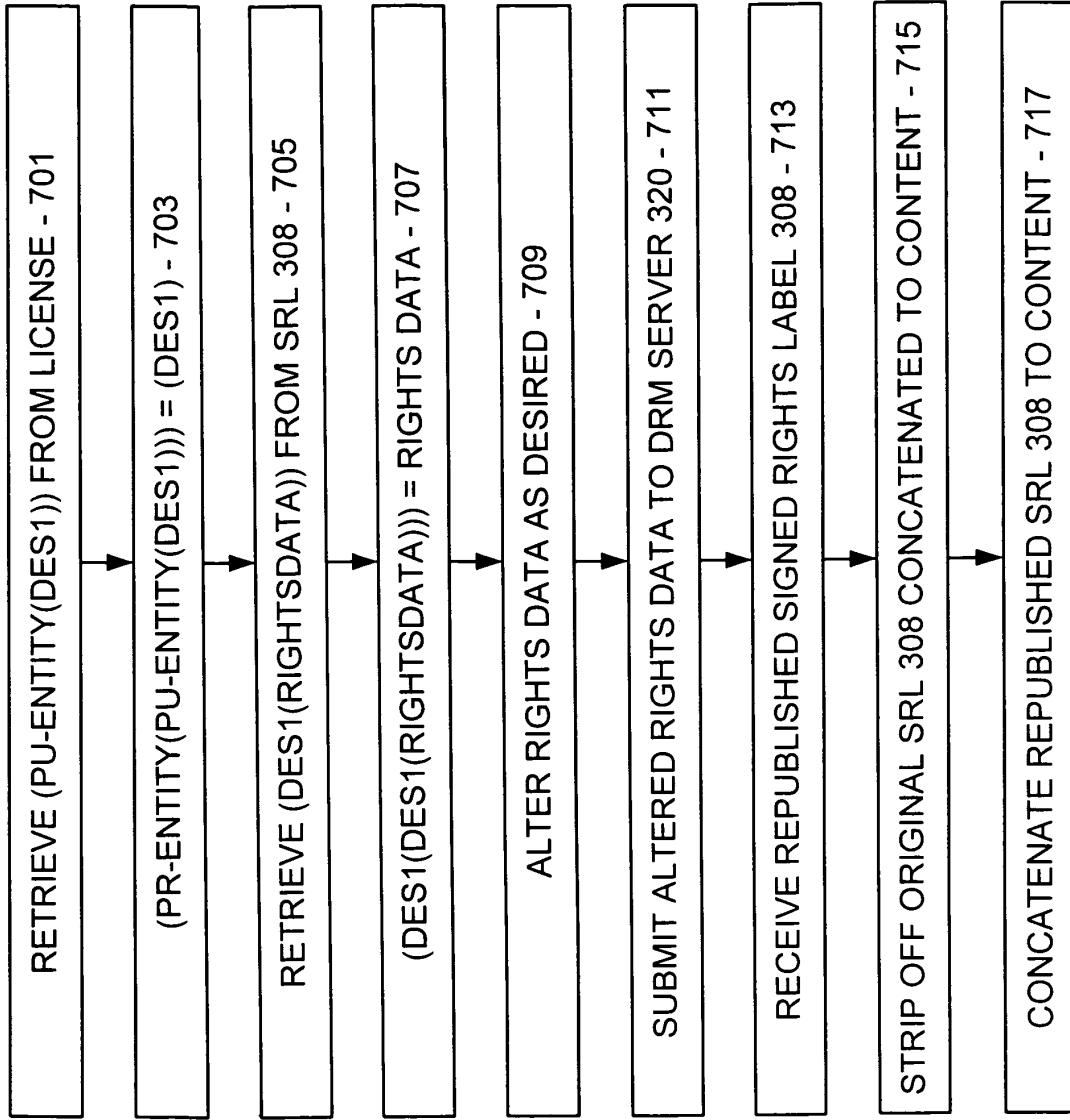 RETRIEVE (PU-ENTITY(DES1)) FROM LICENSE - 701
(PR-ENTITY(PU-ENTITY(DES1))) = (DES1) - 703
RETRIEVE (DES1(RIGHTSDATA)) FROM SRL 308 - 705
(DES1(DES1(RIGHTSDATA))) = RIGHTS DATA - 707
ALTER RIGHTS DATA AS DESIRED - 709
SUBMIT ALTERED RIGHTS DATA TO DRM SERVER 320 - 711
RECEIVE REPUBLISHED SIGNED RIGHTS LABEL 308 - 713
STRIP OFF ORIGINAL SRL 308 CONCATENATED TO CONTENT - 715
CONCATENATE REPUBLISHED SRL 308 TO CONTENT - 717